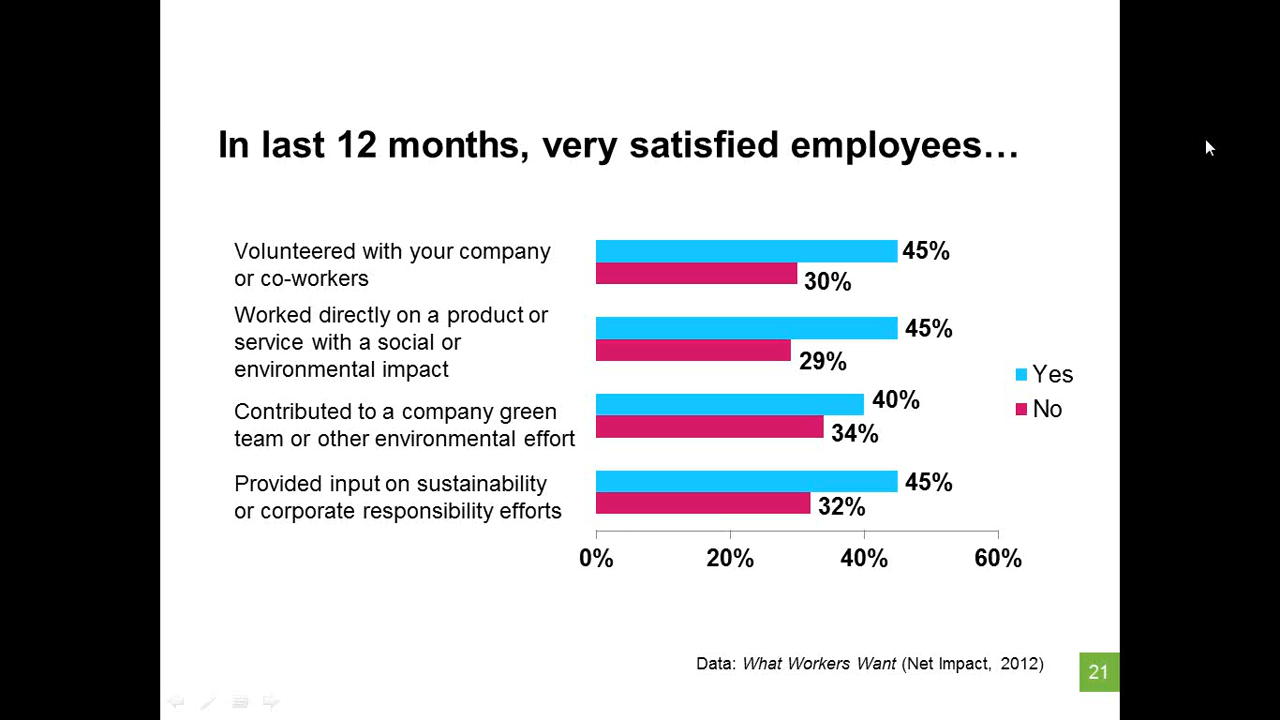 In last 12 months, very satisfied employees…
Volunteered with your company
or co-workers
45%
30%
Worked directly on a product or
service with a social or
environmental impact
45%
29%
Contributed to a company green
team or other environmental effort
40%
34%
Provided input on sustainability
or corporate responsibility efforts
45%
32%
Yes
No
0% 20% 40% 60%
Data: What Workers Want (Net Impact, 2012)
21